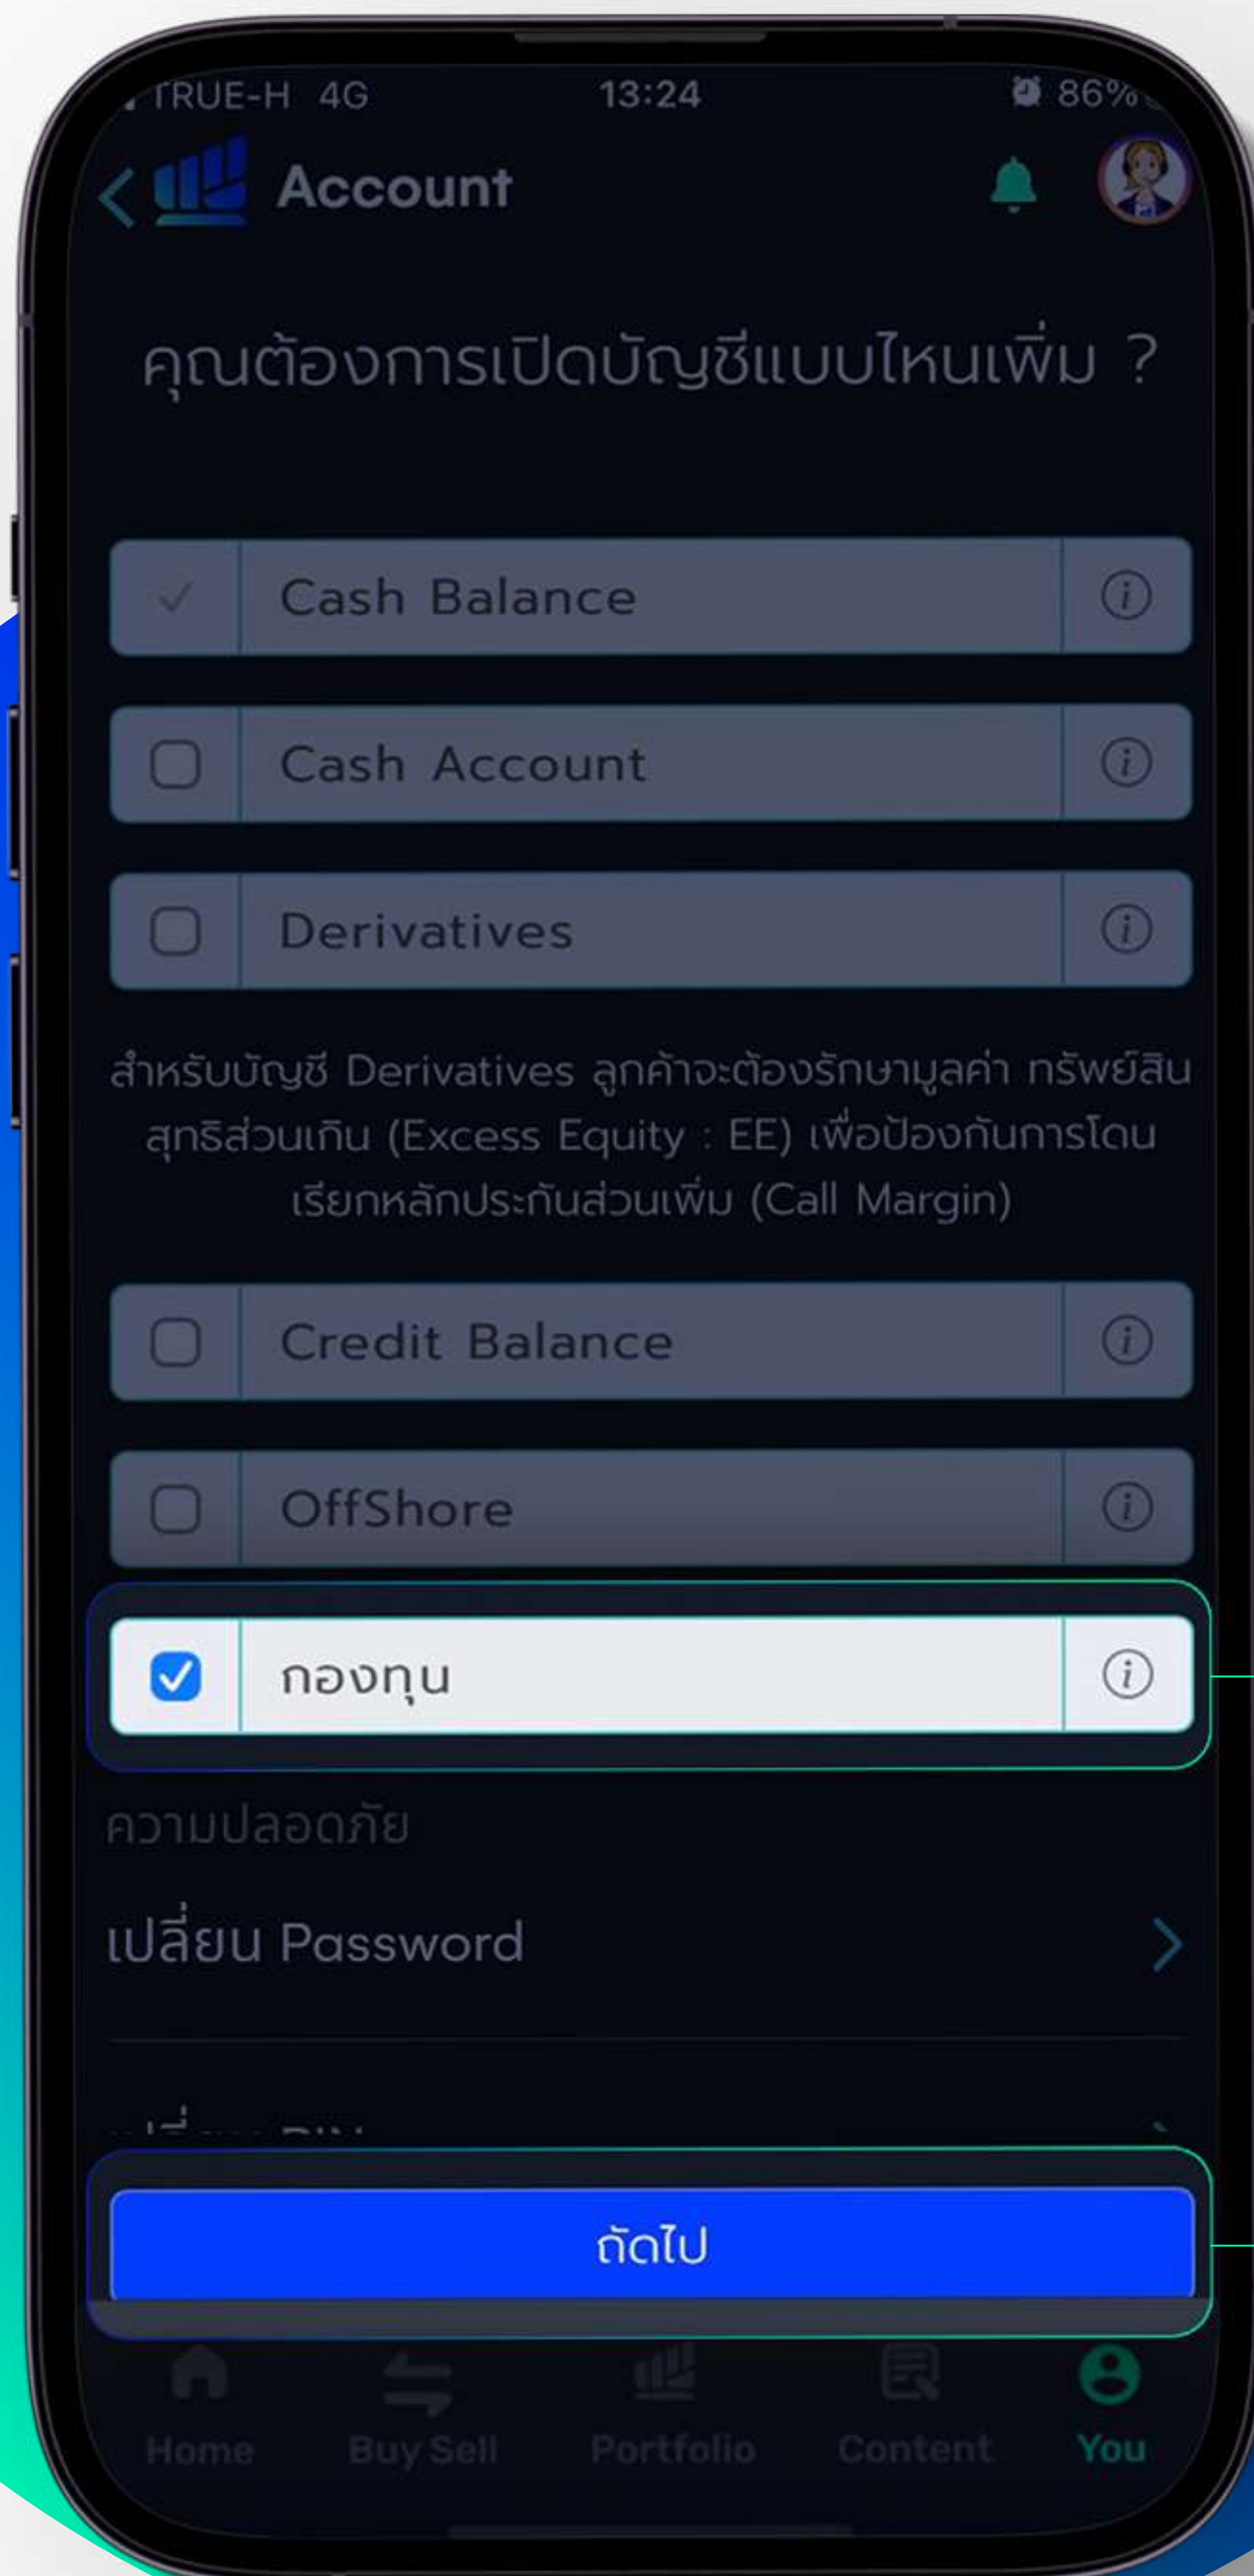 TRUE-H 4G 13:24 86%
Account
คุณต้องการเปิดบัญชีแบบไหนเพิ่ม ?
Cash Balance
Cash Account
Derivatives
สำหรับบัญชี Derivatives ลูกค้าจะต้องรักษามูลค่า ทรัพย์สิน
สุทธิส่วนเกิน (Excess Equity : EE) เพื่อป้องกันการโดน
เรียกหลักประกันส่วนเพิ่ม (Call Margin)
Credit Balance
OffShore
กองทุน
ความปลอดภัย
เปลี่ยน Password
ถัดไป
Home Buy Sell Portfolio Content You